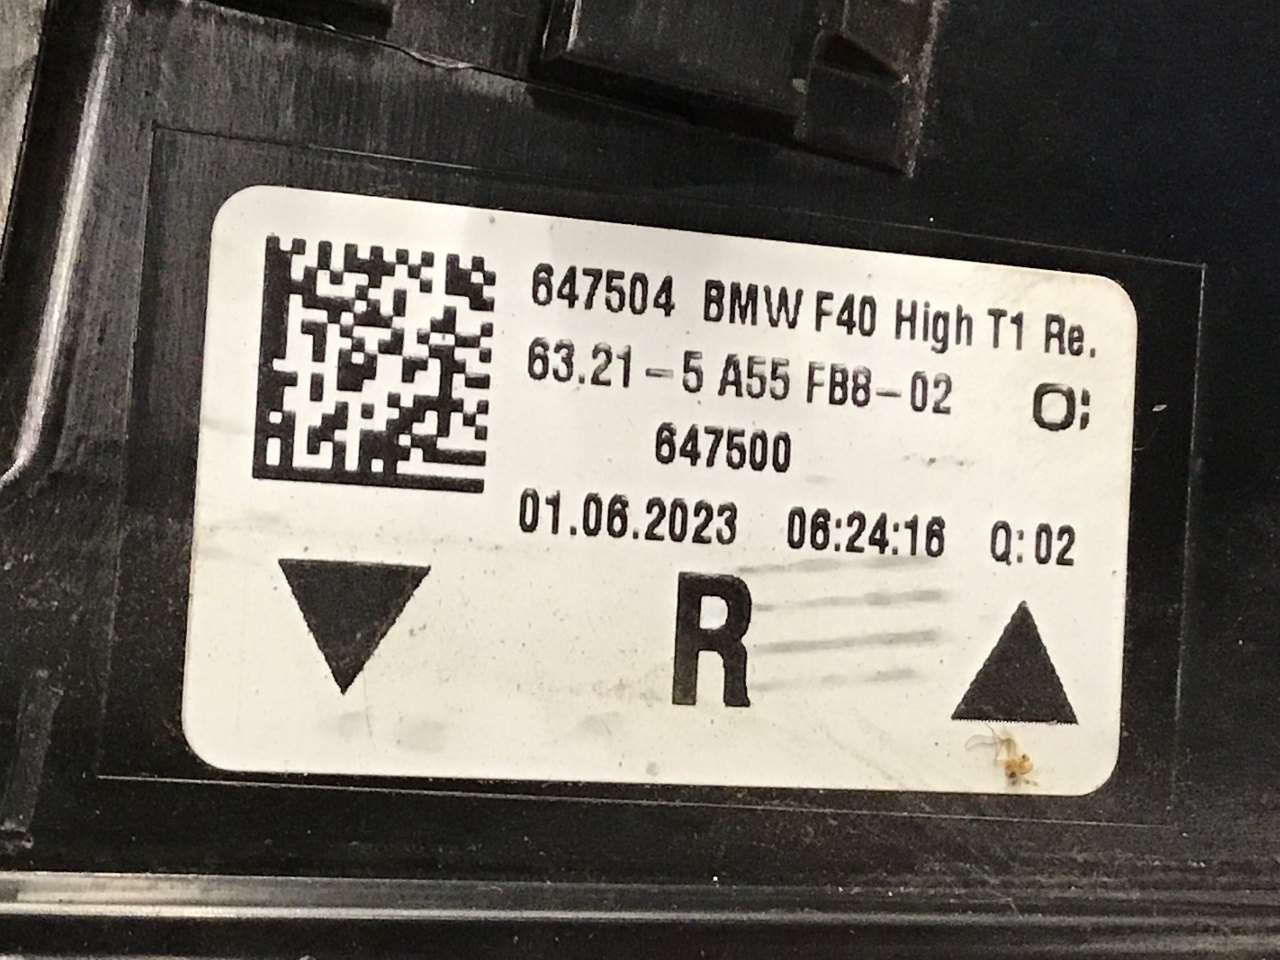 647504 BMW F40 High T1 Re.
63.21-5 A55 FB8-02 O:
647500
01.06.2023 06:24:16 Q:02
R